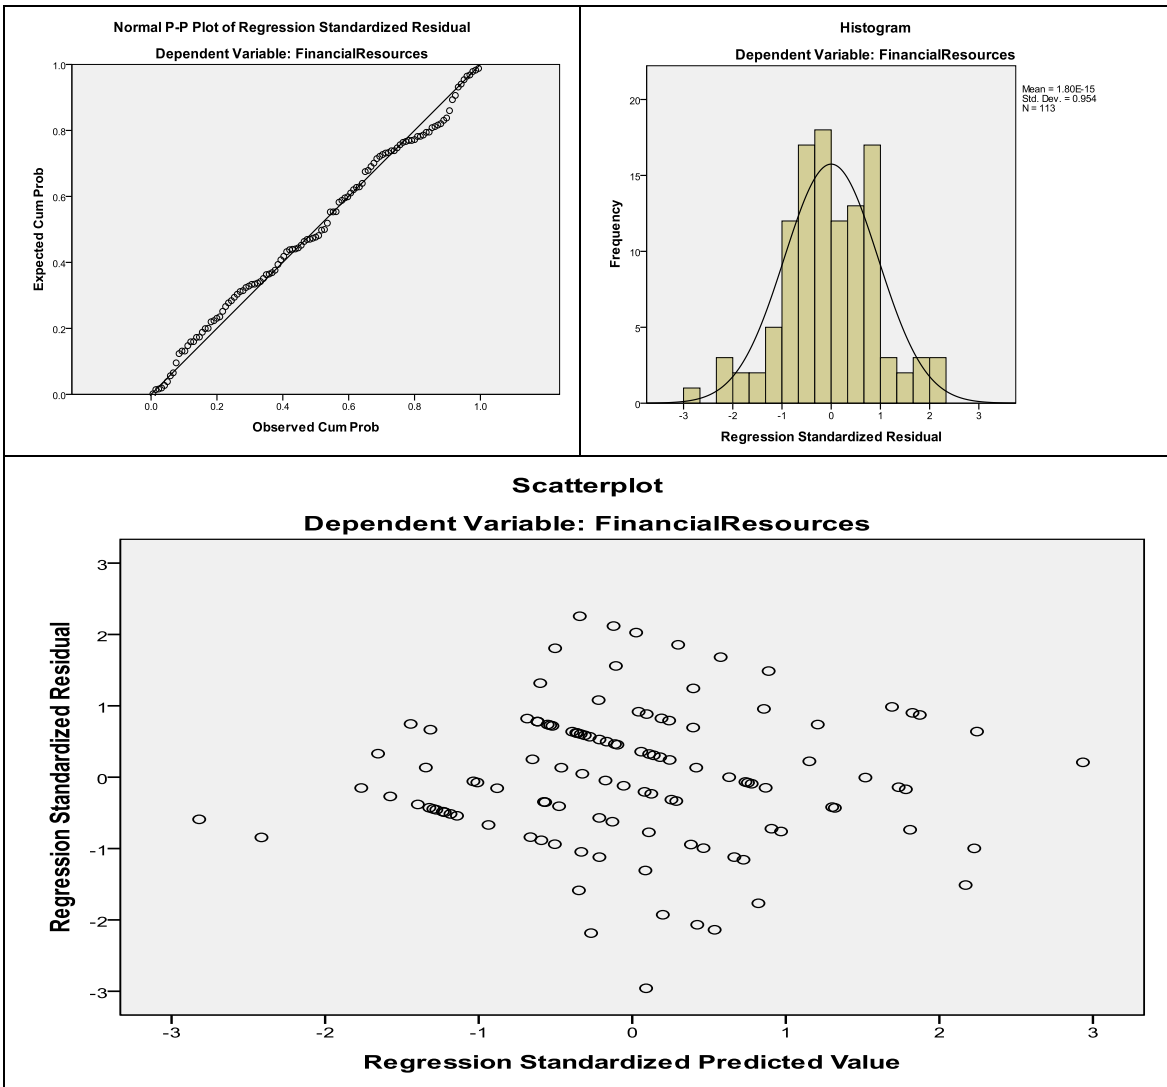 Normal P-P Plot of Regression Standardized Residual
Dependent Variable: FinancialResources
1.0
0.8
0.6
0.4
0.2
0.0
Expected Cum Prob
0.0 0.2 0.4 0.6 0.8 1.0
Observed Cum Prob
Histogram
Dependent Variable: FinancialResources
Mean = 1.80E-15
Std. Dev. = 0.954
N = 113
20
15
10
5
0
Frequency
-3 -2 -1 0 1 2 3
Regression Standardized Residual
Scatterplot
Dependent Variable: FinancialResources
3
2
1
0
-1
-2
-3
Regression Standardized Residual
-3 -2 -1 0 1 2 3
Regression Standardized Predicted Value